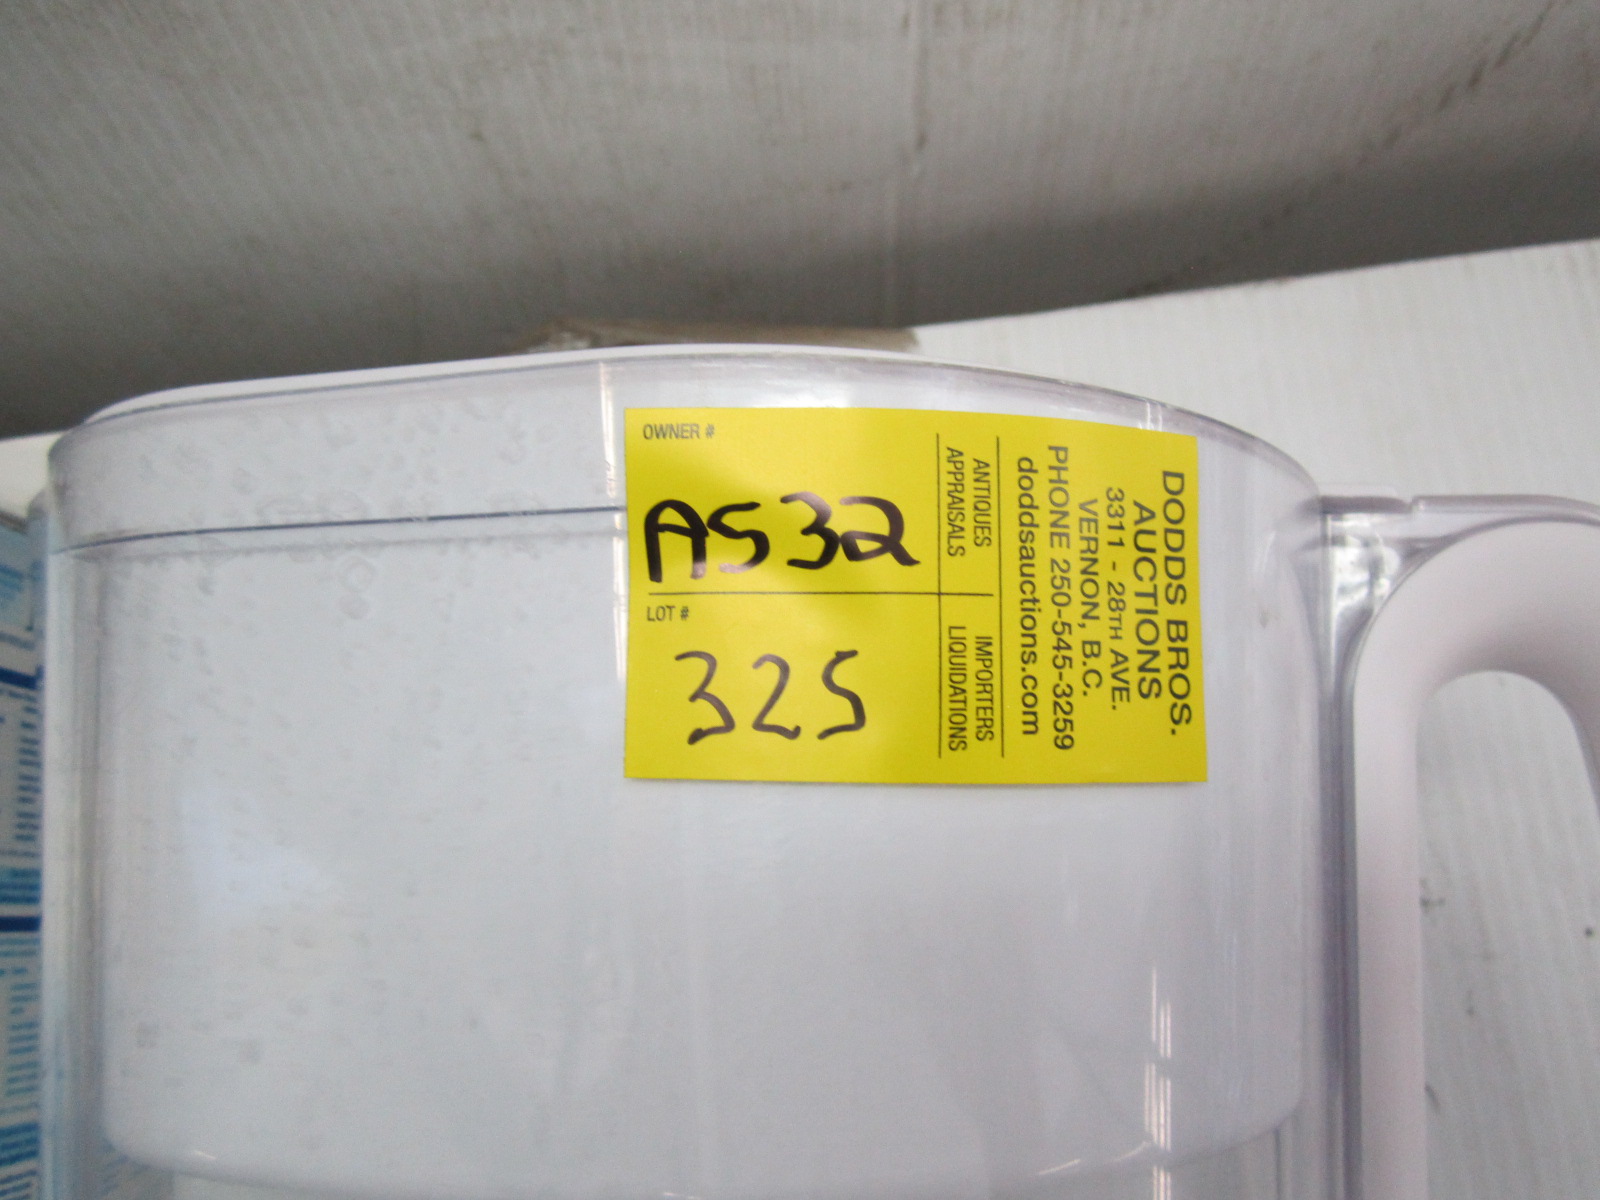 OWNER #
A532
LOT #
325
ANTIQUES
APPRAISALS
IMPORTERS
LIQUIDATIONS
DODDS BROS.
AUCTIONS
3311 - 28TH AVE.
VERNON, B.C.
PHONE 250-545-3259
doddsauctions.com